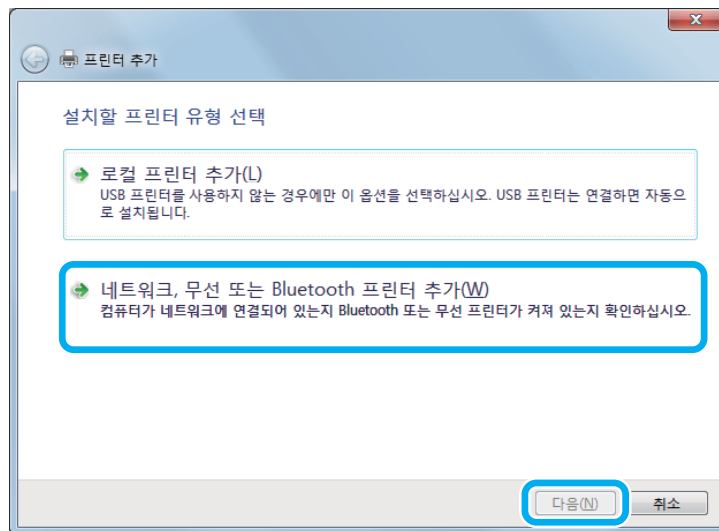 프린터 추가
설치할 프린터 유형 선택
로컬 프린터 추가(L)
USB 프린터를 사용하지 않는 경우에만 이 옵션을 선택하십시오. USB 프린터는 연결하면 자동으
로 설치됩니다.
네트워크, 무선 또는 Bluetooth 프린터 추가(W)
컴퓨터가 네트워크에 연결되어 있는지 Bluetooth 또는 무선 프린터가 켜져 있는지 확인하십시오.
다음(N) 취소